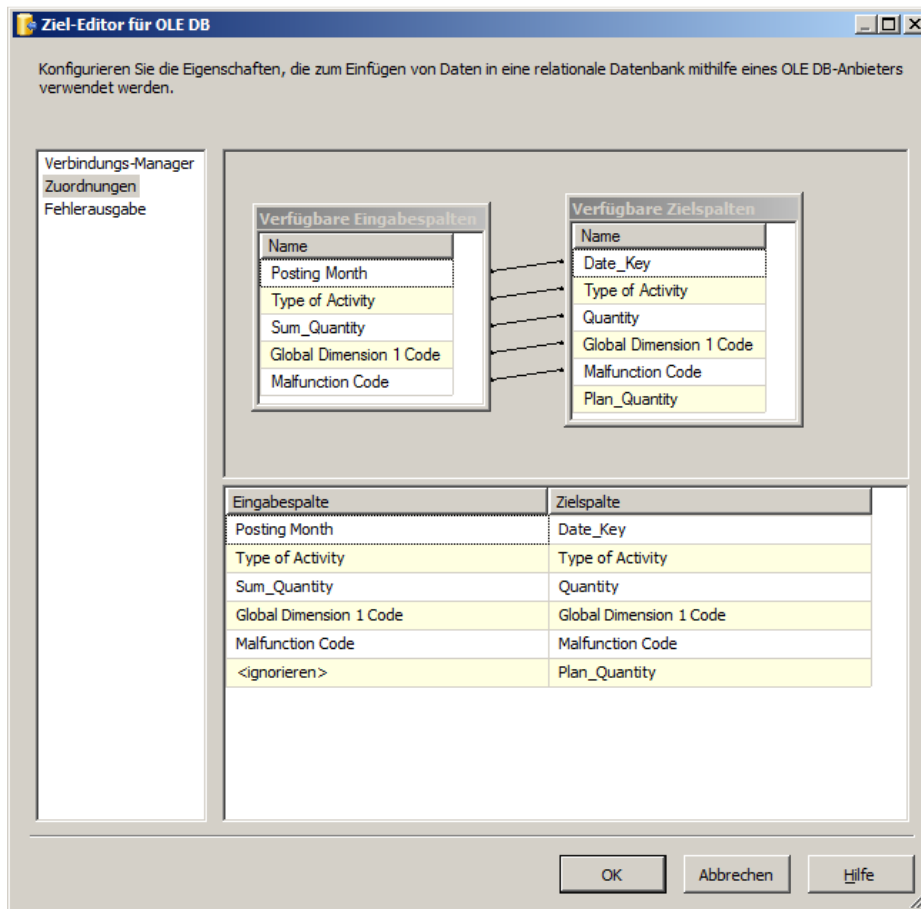 Ziel-Editor für OLE DB
Konfigurieren Sie die Eigenschaften, die zum Einfügen von Daten in eine relationale Datenbank mithilfe eines OLE DB-Anbieters
verwendet werden.
Verbindungs-Manager
Zuordnungen
Fehlerausgabe
Verfügbare Eingabespalten
Name
Posting Month
Type of Activity
Sum_Quantity
Global Dimension 1 Code
Malfunction Code
Verfügbare Zielspalten
Name
Date_Key
Type of Activity
Quantity
Global Dimension 1 Code
Malfunction Code
Plan_Quantity
Eingabespalte Zielspalte
Posting Month Date_Key
Type of Activity Type of Activity
Sum_Quantity Quantity
Global Dimension 1 Code Global Dimension 1 Code
Malfunction Code Malfunction Code
<ignorieren> Plan_Quantity
OK Abbrechen Hilfe